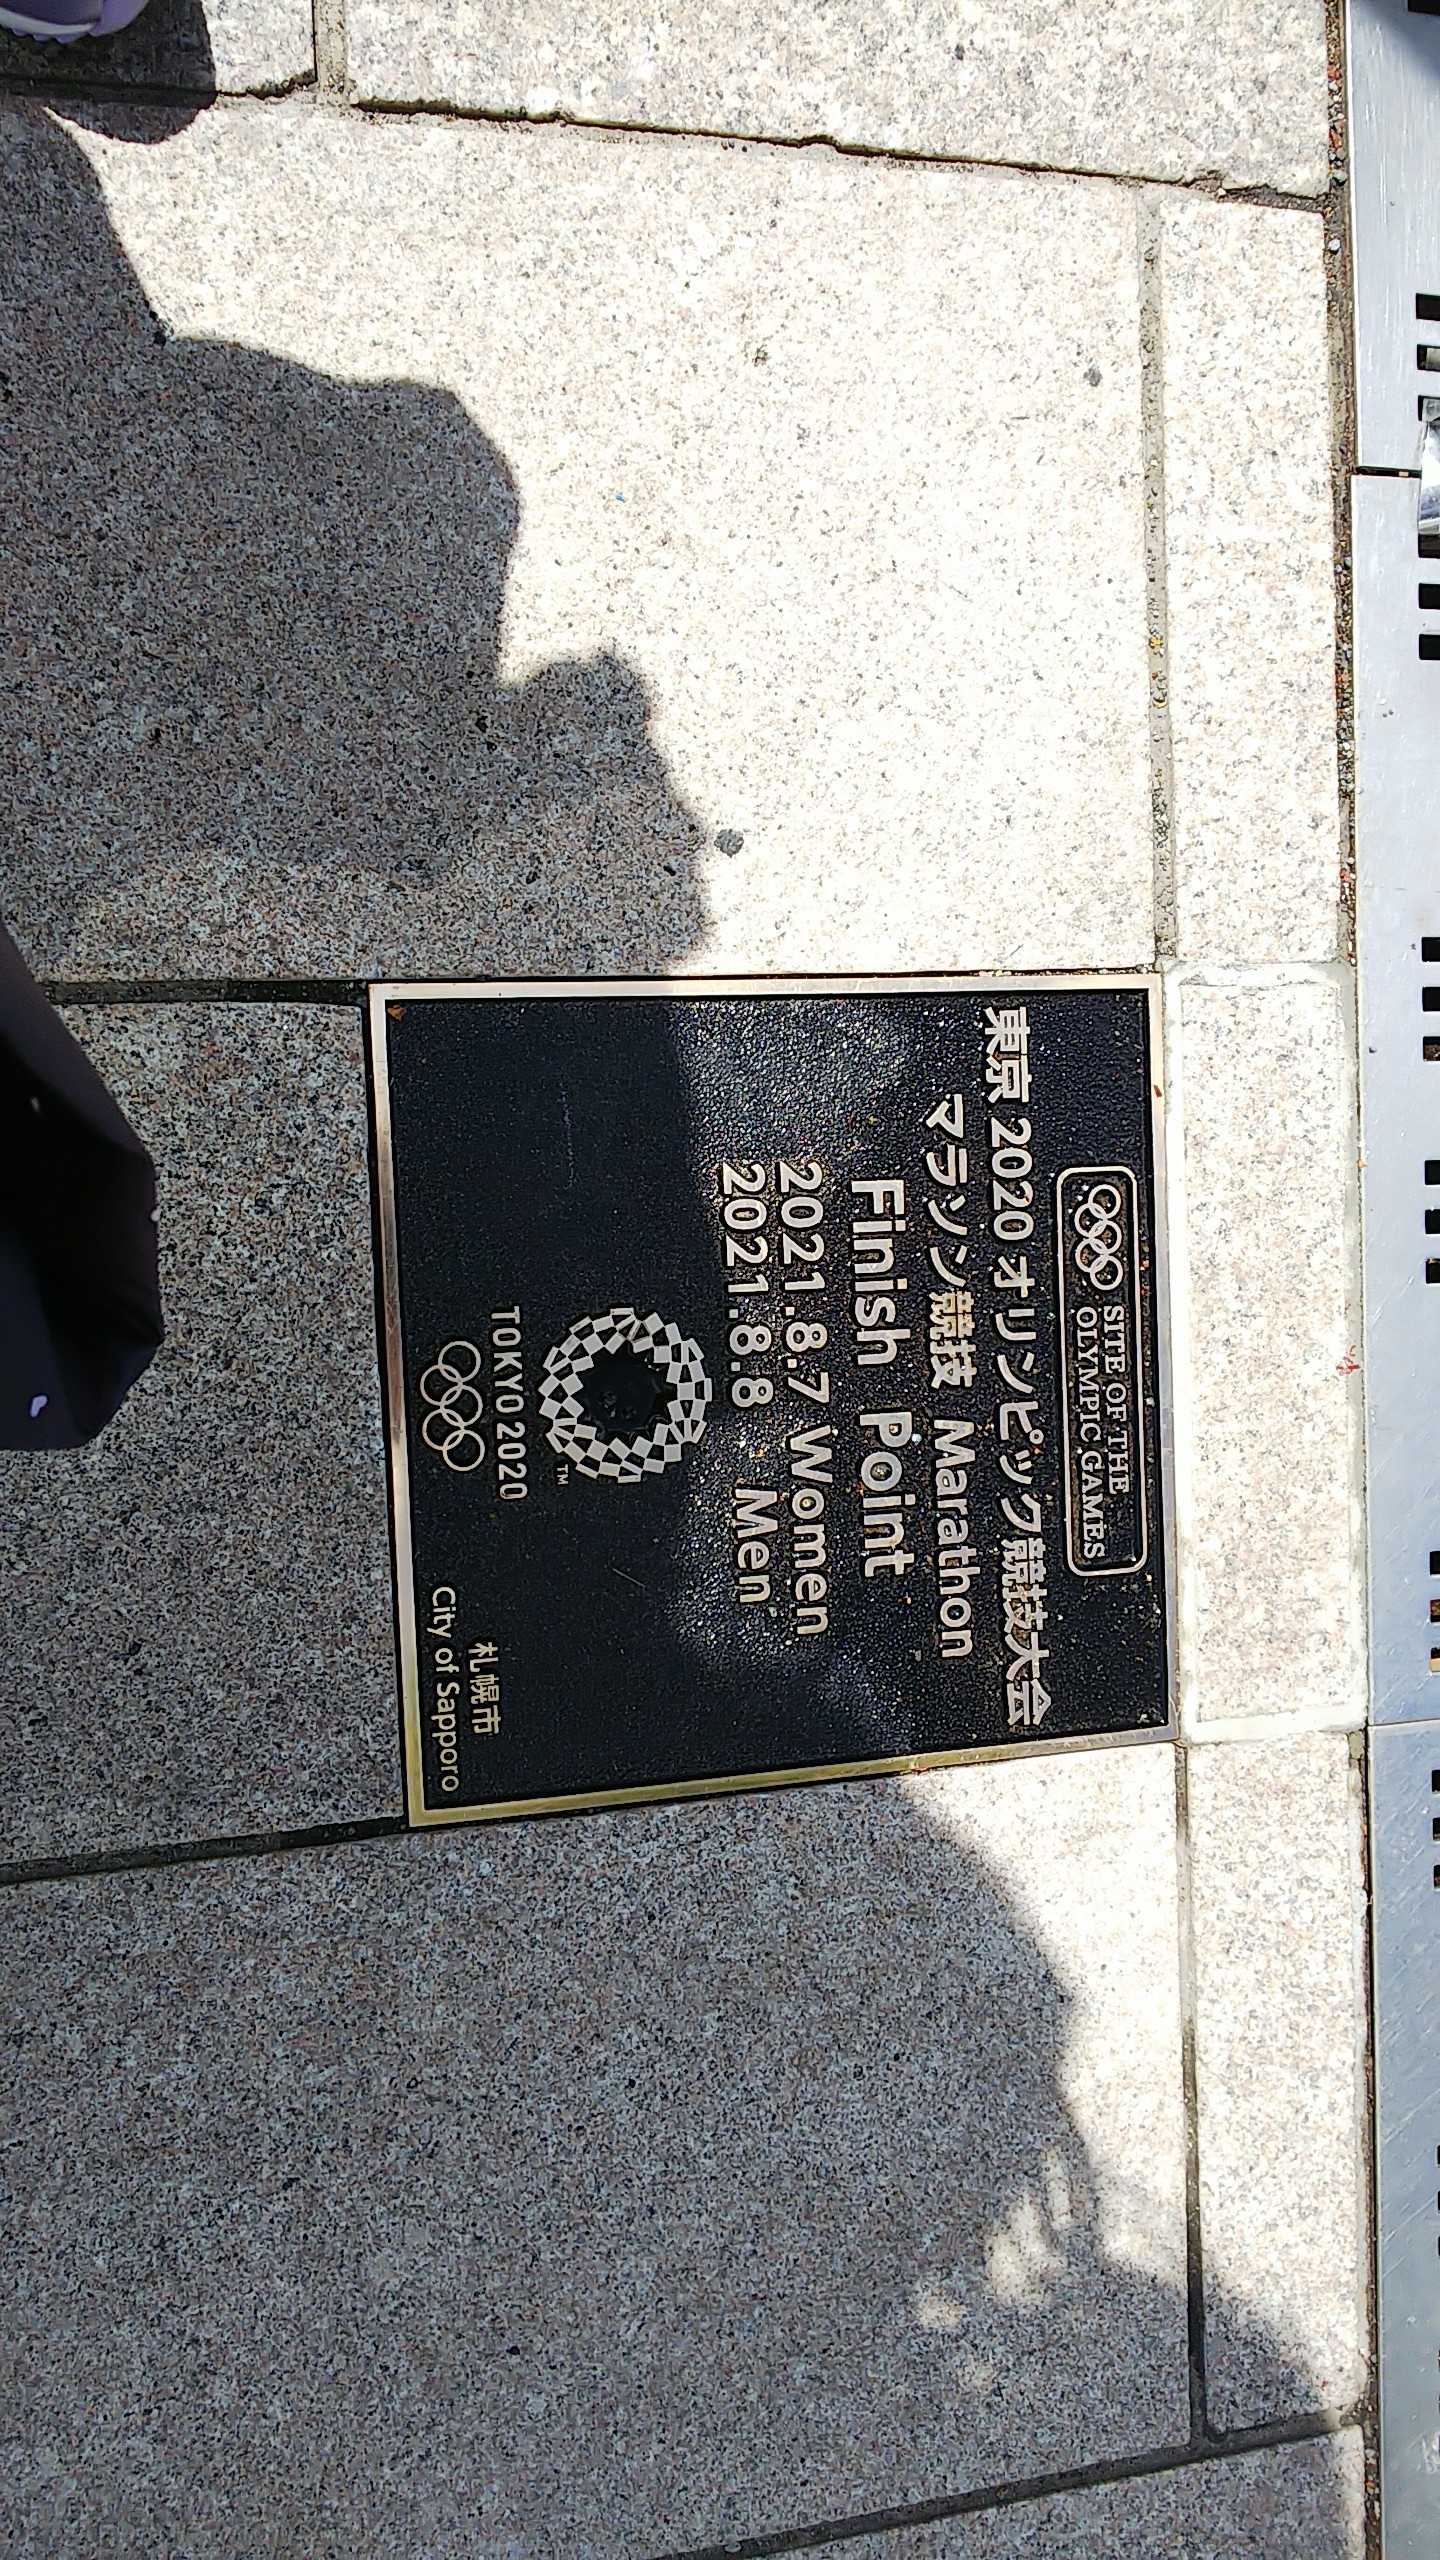 SITE OF THE
OLYMPIC GAMES
東京 2020 オリンピック競技大会
マラソン競技 Marathon
Finish Point
2021.8.7 Women
2021.8.8 Men
TM
TOKYO 2020
札幌市
City of Sapporo